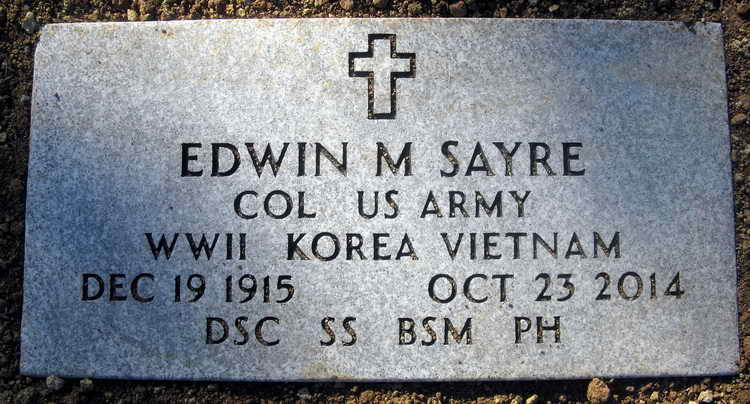 EDWIN M SAYRE
COL US ARMY
WWII KOREA VIETNAM
DEC 19 1915 OCT 23 2014
DSC SS BSM PH